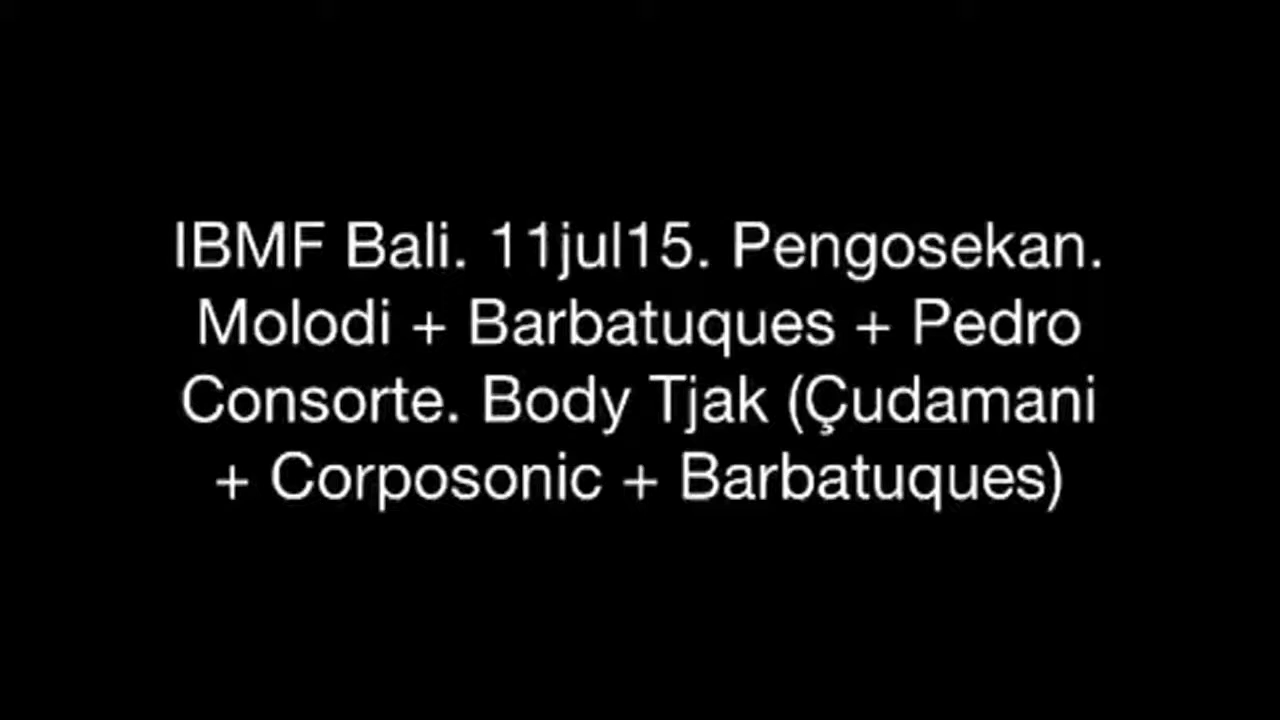 IBMF Bali. 11jul15. Pengosekan.
Molodi + Barbatuques + Pedro
Consorte. Body Tjak (Çudamani
+ Corposonic + Barbatuques)